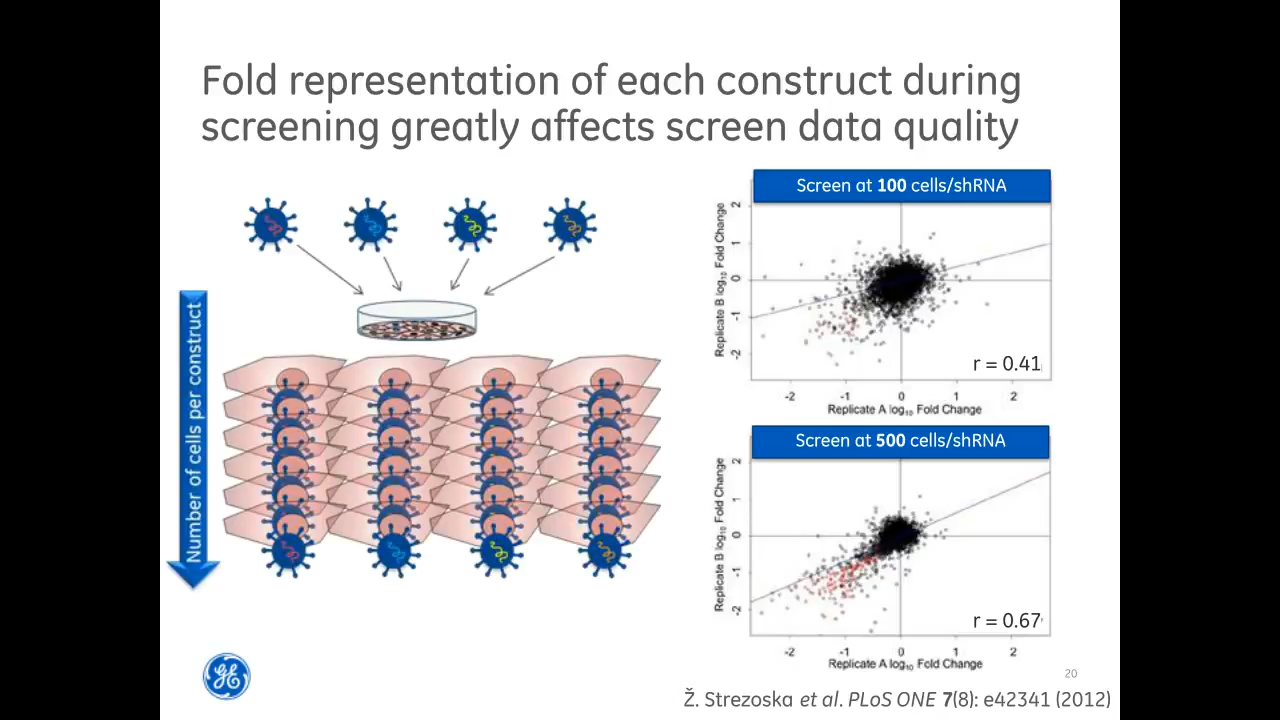 Fold representation of each construct during
screening greatly affects screen data quality
Number of cells per construct
Screen at 100 cells/shRNA
Replicate B log10 Fold Change
2
1
0
-1
-2
r = 0.41
-2 -1 0 1 2
Replicate A log10 Fold Change
Screen at 500 cells/shRNA
Replicate B log10 Fold Change
2
1
0
-1
-2
r = 0.67
-2 -1 0 1 2
Replicate A log10 Fold Change
GE
20
Ž. Strezoska et al. PLoS ONE 7(8): e42341 (2012)